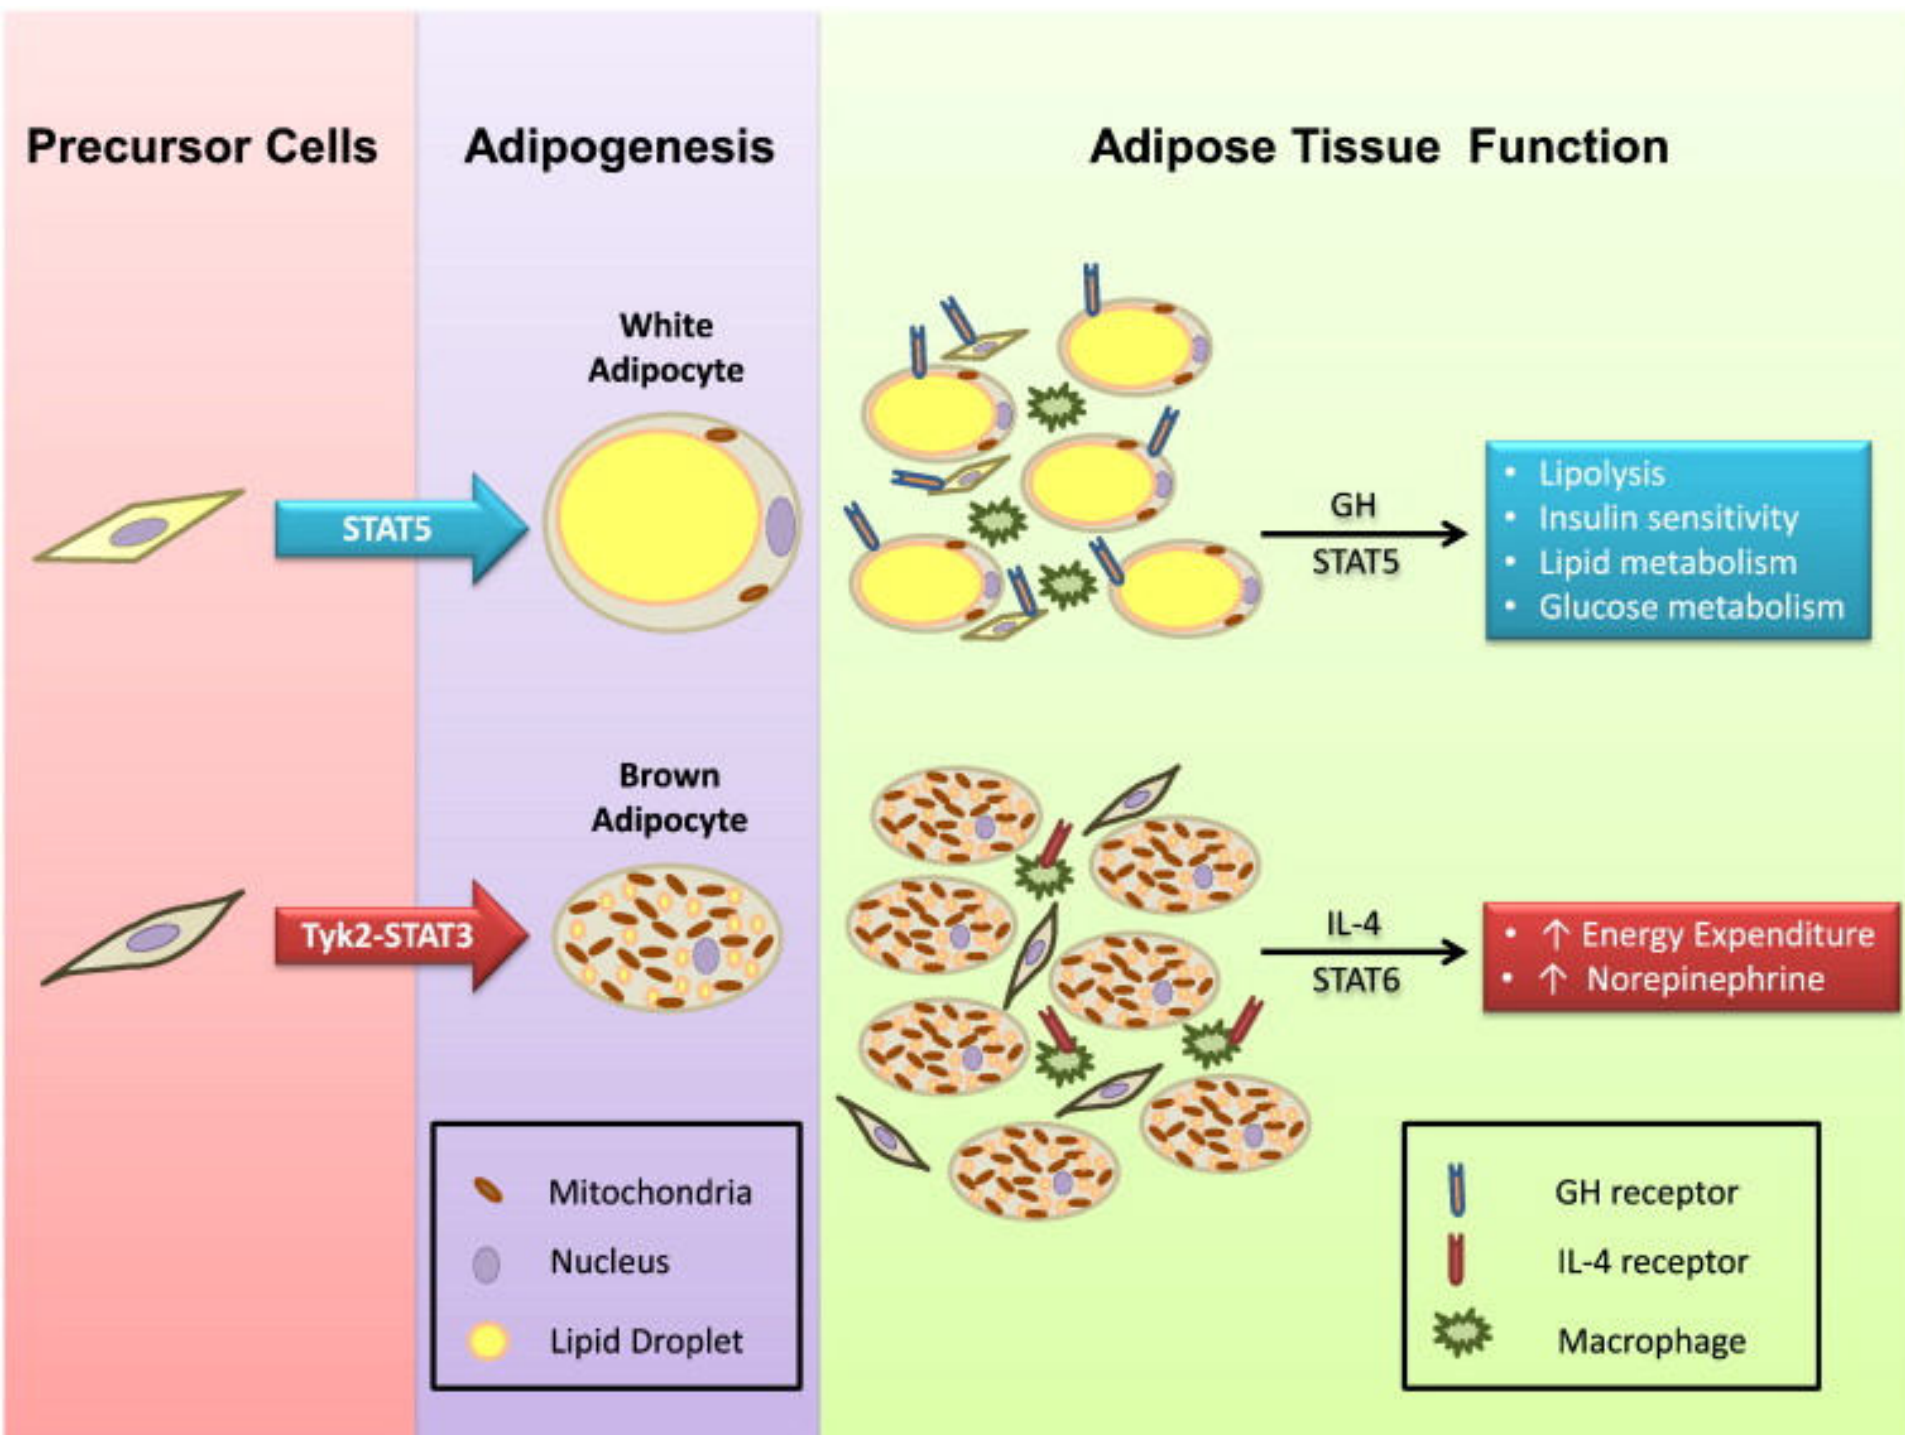 Precursor Cells
Adipogenesis
Adipose Tissue Function
White
Adipocyte
STAT5
GH
STAT5
• Lipolysis
• Insulin sensitivity
• Lipid metabolism
• Glucose metabolism
Brown
Adipocyte
Tyk2-STAT3
IL-4
STAT6
• ↑ Energy Expenditure
• ↑ Norepinephrine
Mitochondria
Nucleus
Lipid Droplet
GH receptor
IL-4 receptor
Macrophage